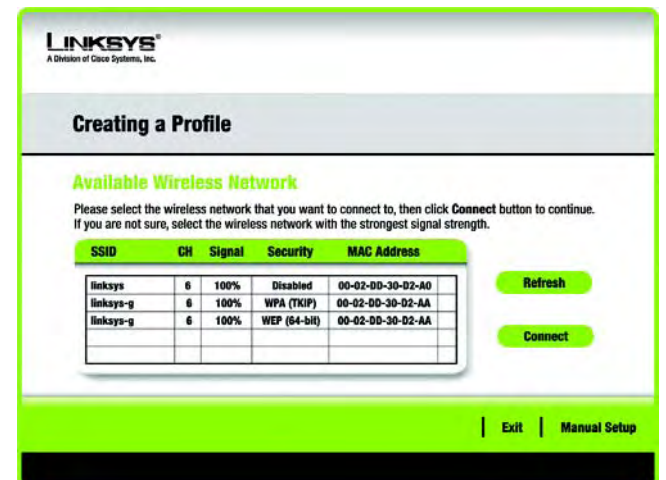 LINKSYS®
A Division of Cisco Systems, Inc.
Creating a Profile
Available Wireless Network
Please select the wireless network that you want to connect to, then click Connect button to continue.
If you are not sure, select the wireless network with the strongest signal strength.
SSID CH Signal Security MAC Address
linksys 6 100% Disabled 00-02-DD-30-D2-A0
linksys-g 6 100% WPA (TKIP) 00-02-DD-30-D2-AA
linksys-g 6 100% WEP (64-bit) 00-02-DD-30-D2-AA
Refresh
Connect
Exit Manual Setup